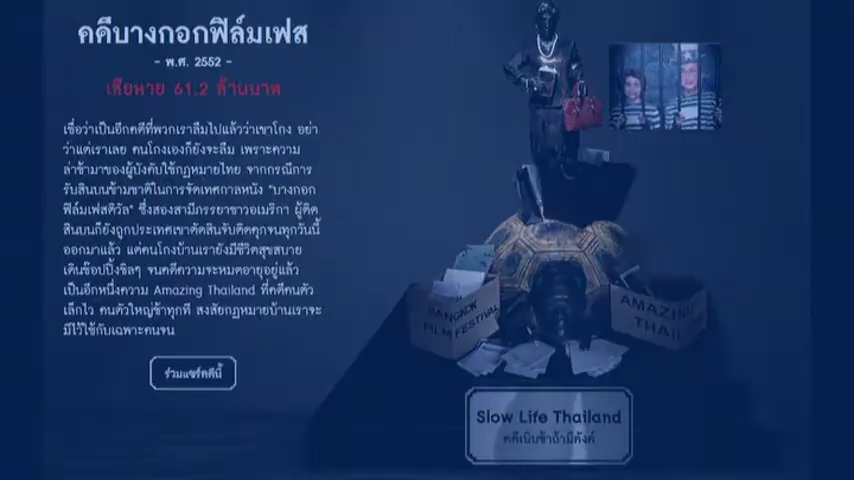 คดีบางกอกฟิล์มเฟส
- พ.ศ. 2552 -
เสียหาย 61.2 ล้านบาท
เชื่อว่าเป็นอีกคดีที่พวกเราลืมไปแล้วว่าเขาโกง อย่า
ว่าแต่เราเลย คนโกงเองก็ยังจะลืม เพราะความ
ล่าช้ามาของผู้บังคับใช้กฎหมายไทย จากกรณีการ
รับสินบนข้ามชาติในการจัดเทศกาลหนัง "บางกอก
ฟิล์มเฟสติวัล" ซึ่งสองสามีภรรยาชาวอเมริกา ผู้ติด
สินบนก็ยังถูกประเทศเขาตัดสินจับติดคุกจนทุกวันนี้
ออกมาแล้ว แต่คนโกงบ้านเรายังมีชีวิตสุขสบาย
เดินช้อปปิ้งชิลๆ จนคดีความจะหมดอายุอยู่แล้ว
เป็นอีกหนึ่งความ Amazing Thailand ที่คดีคนตัว
เล็กไว คนตัวใหญ่ช้าทุกที สงสัยกฎหมายบ้านเราจะ
มีไว้ใช้กับเฉพาะคนจน
ร่วมแชร์คดีนี้
BANGKOK
FILM FESTIVAL
AMAZING
THAI
Slow Life Thailand
คดีเนิบช้าถ้ามีตังค์